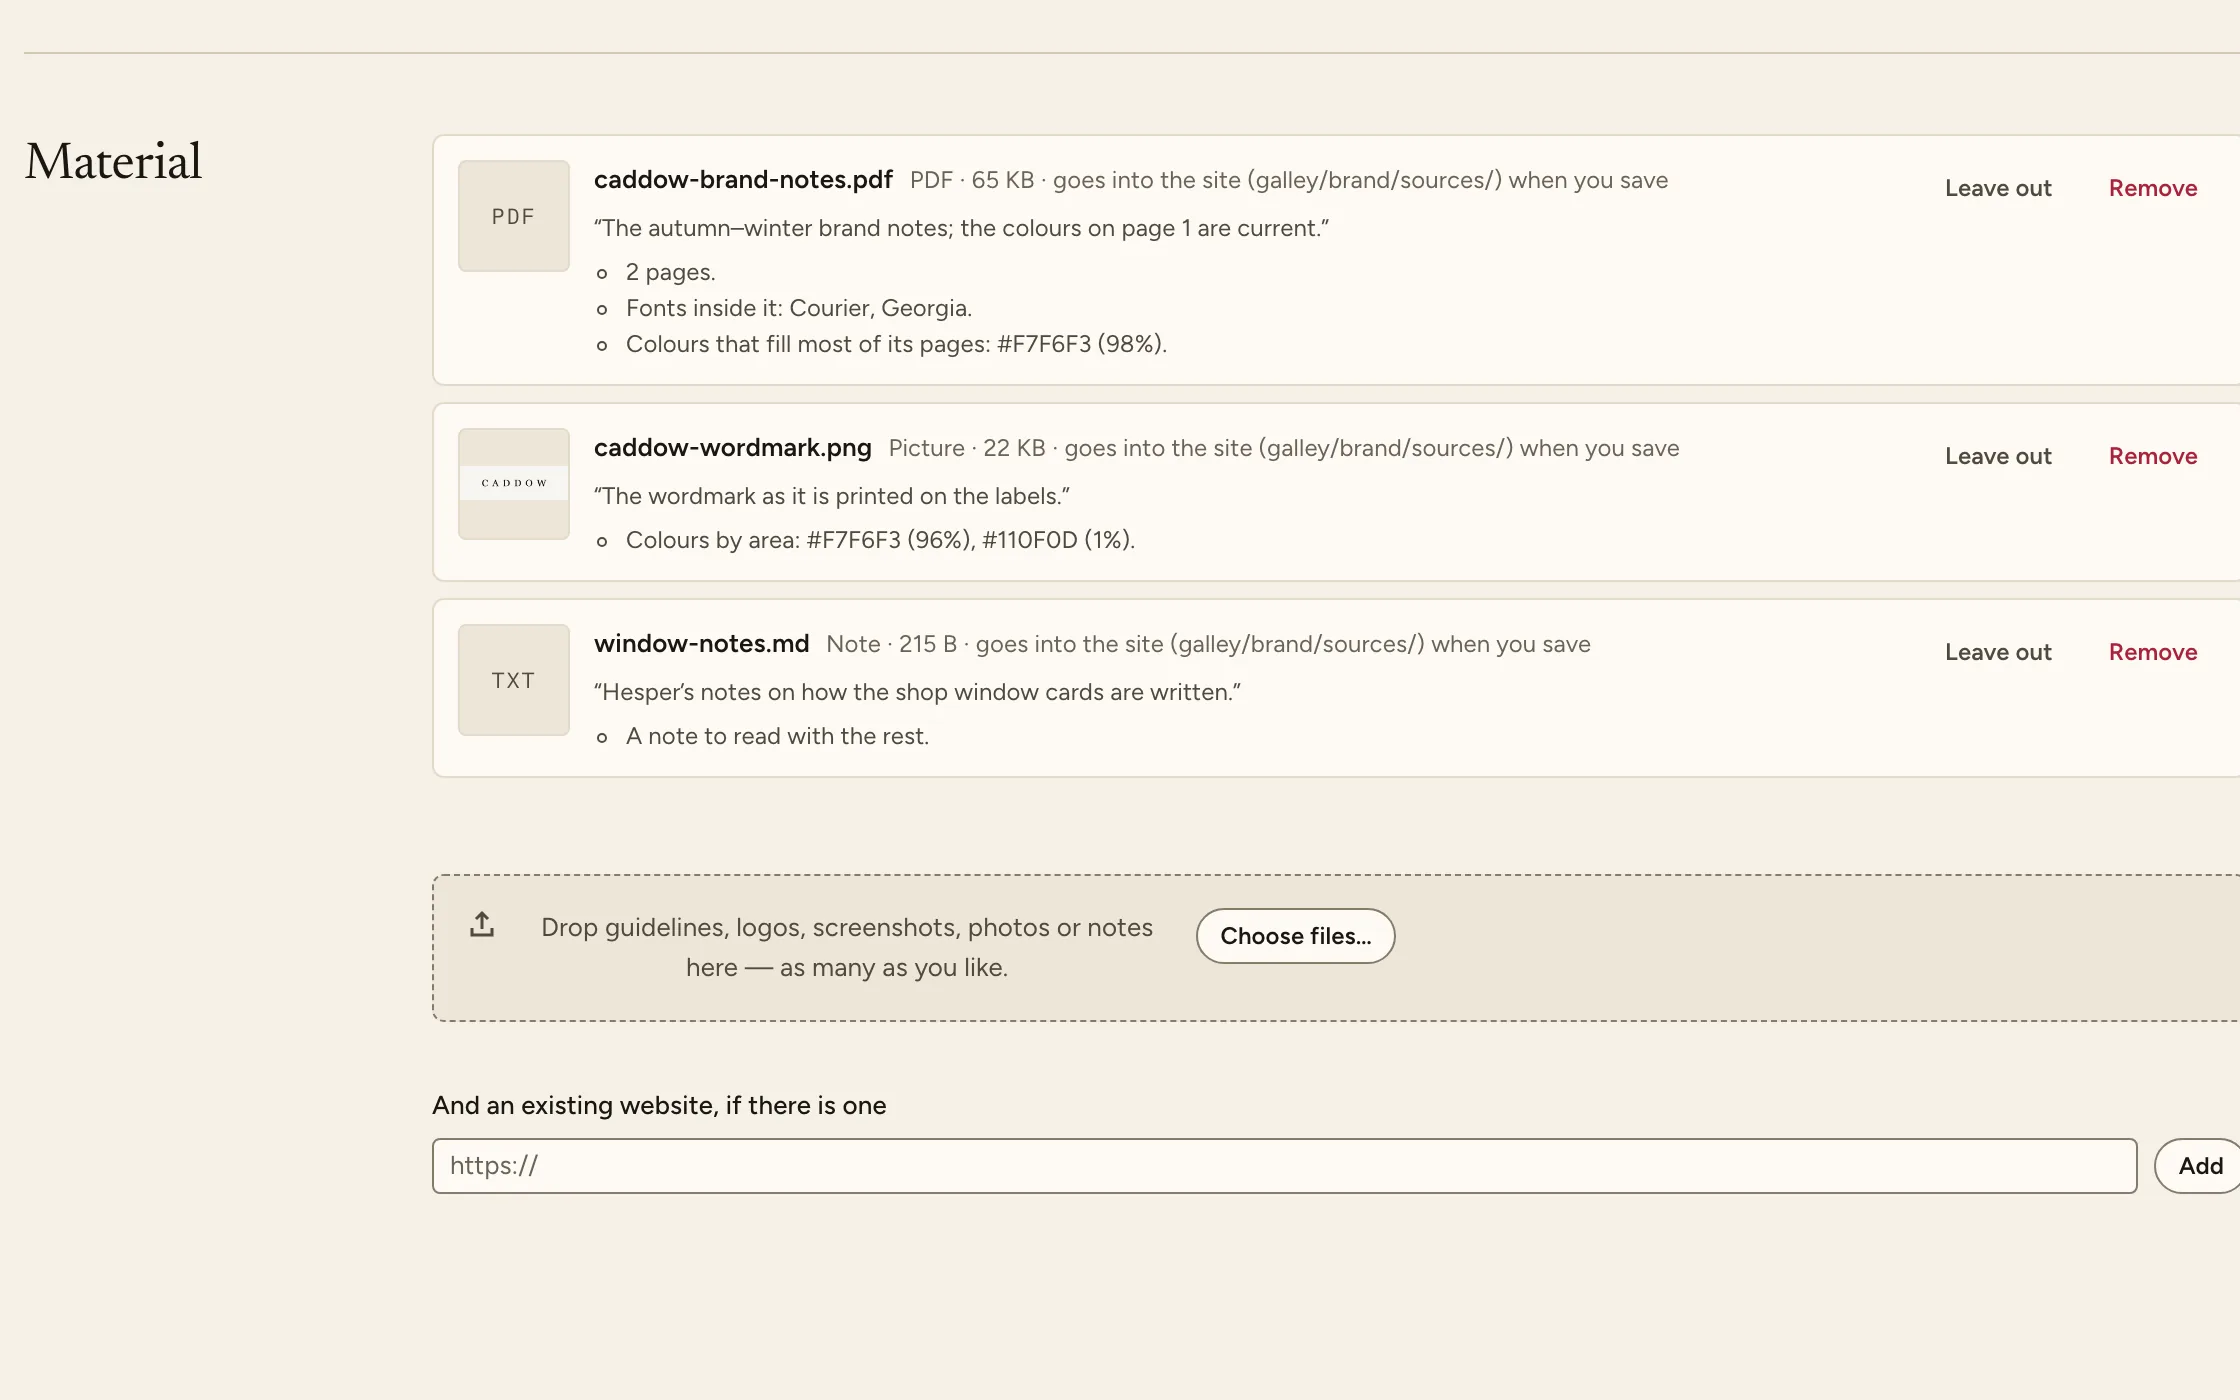 Material
PDF
caddow-brand-notes.pdf PDF · 65 KB · goes into the site (galley/brand/sources/) when you save
Leave out
Remove
“The autumn–winter brand notes; the colours on page 1 are current.”
2 pages.
Fonts inside it: Courier, Georgia.
Colours that fill most of its pages: #F7F6F3 (98%).
CADDOW
caddow-wordmark.png Picture · 22 KB · goes into the site (galley/brand/sources/) when you save
Leave out
Remove
“The wordmark as it is printed on the labels.”
Colours by area: #F7F6F3 (96%), #110F0D (1%).
TXT
window-notes.md Note · 215 B · goes into the site (galley/brand/sources/) when you save
Leave out
Remove
“Hesper’s notes on how the shop window cards are written.”
A note to read with the rest.
Drop guidelines, logos, screenshots, photos or notes
here — as many as you like.
Choose files…
And an existing website, if there is one
https://
Add